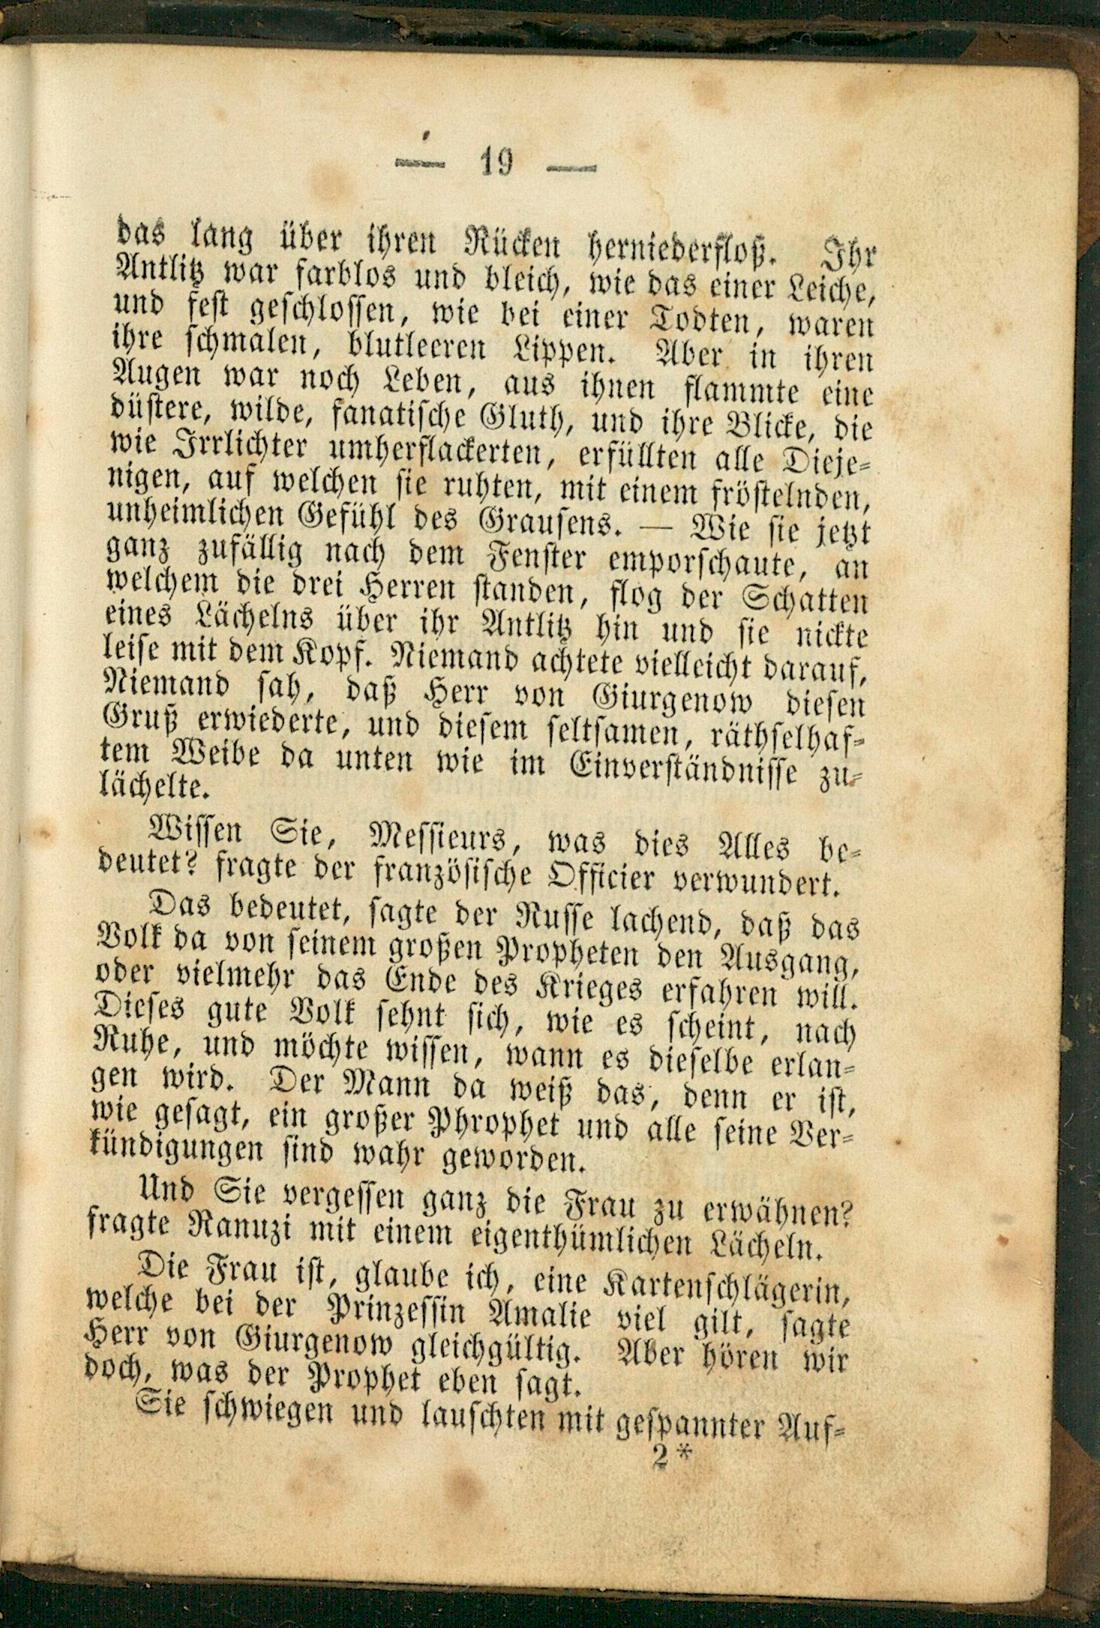 — 19 —
das lang über ihren Rücken herniederfloß. Ihr
Antlitz war farblos und bleich, wie das einer Leiche,
und fest geschlossen, wie bei einer Todten, waren
ihre schmalen, blutleeren Lippen. Aber in ihren
Augen war noch Leben, aus ihnen flammte eine
düstere, wilde, fanatische Gluth, und ihre Blicke, die
wie Irrlichter umherflackerten, erfüllten alle Dieje-
nigen, auf welchen sie ruhten, mit einem fröstelnden,
unheimlichen Gefühl des Grausens. — Wie sie jetzt
ganz zufällig nach dem Fenster emporschaute, an
welchem die drei Herren standen, flog der Schatten
eines Lächelns über ihr Antlitz hin und sie nickte
leise mit dem Kopf. Niemand achtete vielleicht darauf,
Niemand sah, daß Herr von Giurgenow diesen
Gruß erwiederte, und diesem seltsamen, räthselhaf-
tem Weibe da unten wie im Einverständnisse zu-
lächelte.
Wissen Sie, Messieurs, was dies Alles be-
deutet? fragte der französische Officier verwundert.
Das bedeutet, sagte der Russe lachend, daß das
Volk da von seinem großen Propheten den Ausgang,
oder vielmehr das Ende des Krieges erfahren will.
Dieses gute Volk sehnt sich, wie es scheint, nach
Ruhe, und möchte wissen, wann es dieselbe erlan-
gen wird. Der Mann da weiß das, denn er ist,
wie gesagt, ein großer Phrophet und alle seine Ver-
kündigungen sind wahr geworden.
Und Sie vergessen ganz die Frau zu erwähnen?
fragte Ranuzi mit einem eigenthümlichen Lächeln.
Die Frau ist, glaube ich, eine Kartenschlägerin,
welche bei der Prinzessin Amalie viel gilt, sagte
Herr von Giurgenow gleichgültig. Aber hören wir
doch, was der Prophet eben sagt.
Sie schwiegen und lauschten mit gespannter Auf-
2*